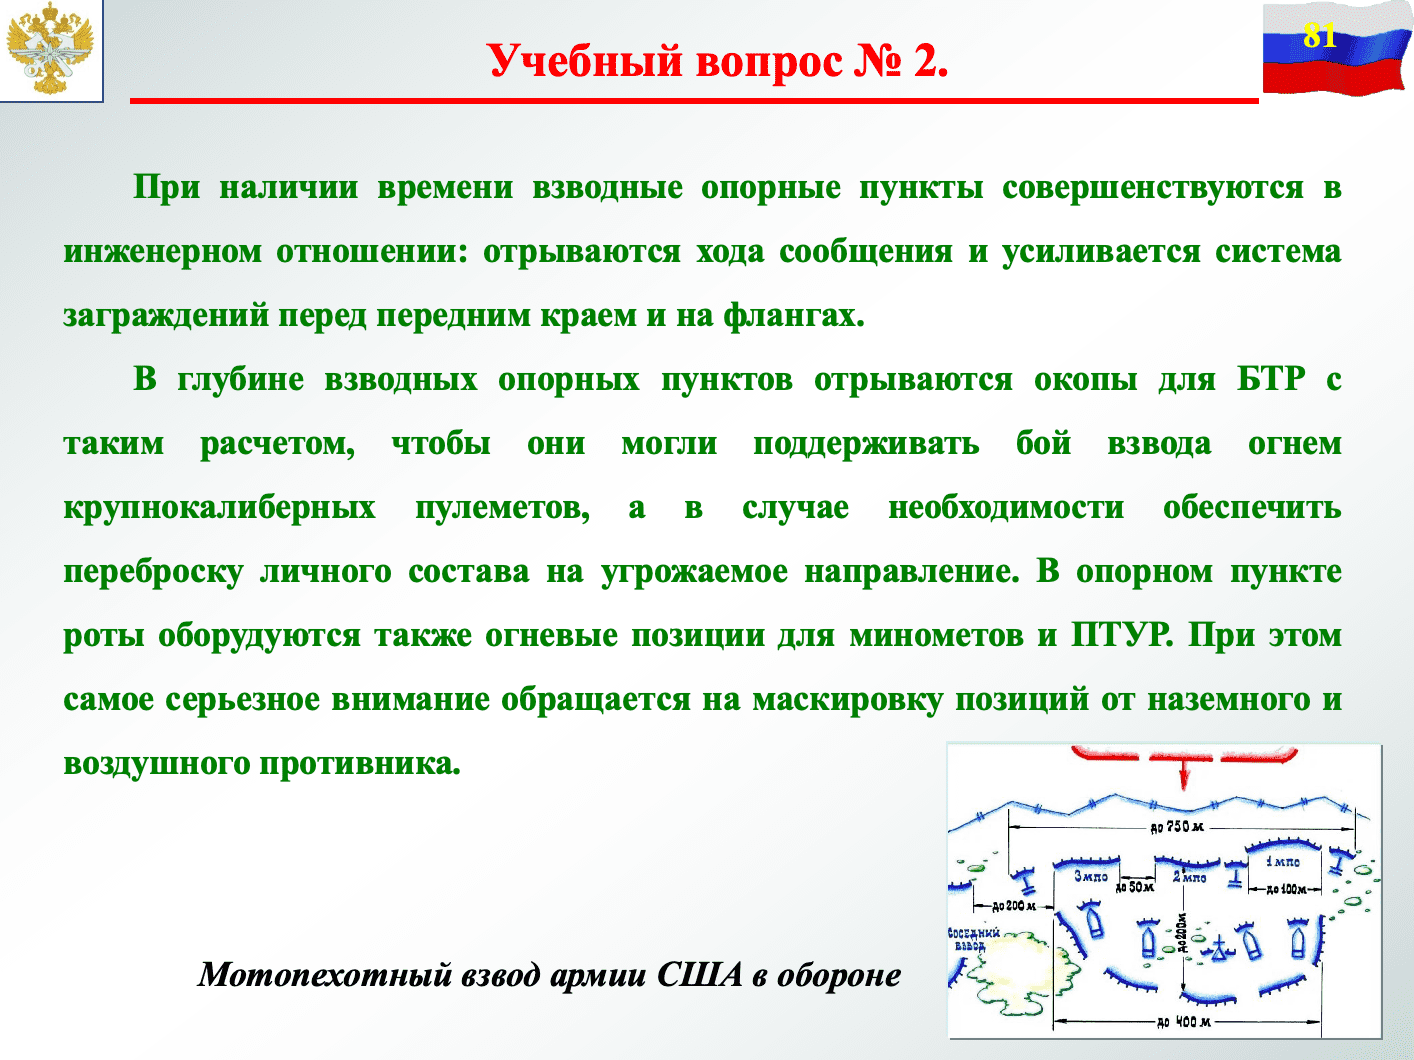 81
Учебный вопрос № 2.
При наличии времени взводные опорные пункты совершенствуются в
инженерном отношении: отрываются хода сообщения и усиливается система
заграждений перед передним краем и на флангах.
В глубине взводных опорных пунктов отрываются окопы для БТР с
таким расчетом, чтобы они могли поддерживать бой взвода огнем
крупнокалиберных пулеметов, а в случае необходимости обеспечить
переброску личного состава на угрожаемое направление. В опорном пункте
роты оборудуются также огневые позиции для минометов и ПТУР. При этом
самое серьезное внимание обращается на маскировку позиций от наземного и
воздушного противника.
до 750 м
1 мпо
3 мпо
2 мпо
до 50 м
до 100 м
до 200 м
до 200 м
соседний
взвод
до 400 м
Мотопехотный взвод армии США в обороне